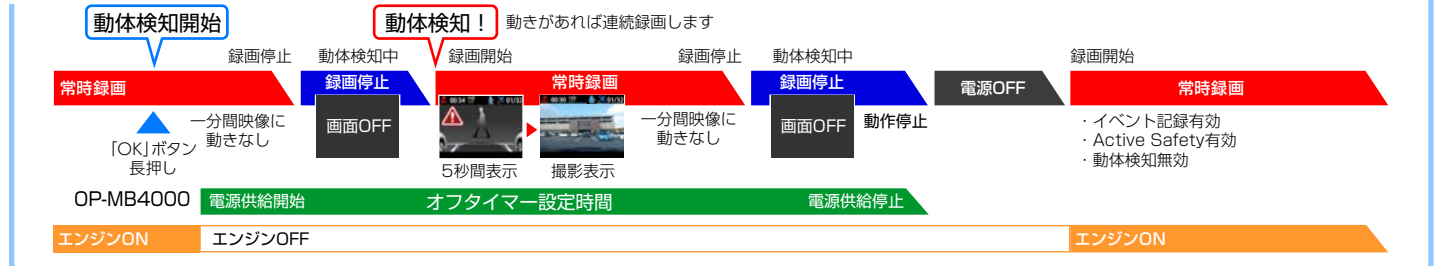 動体検知開始
動体検知！
動きがあれば連続録画します
録画停止
動体検知中
録画開始
録画停止
動体検知中
録画開始
常時録画
録画停止
常時録画
録画停止
電源OFF
常時録画
「OK」ボタン
長押し
一分間映像に
動きなし
画面OFF
00:34
01/32
5秒間表示
00:30
01/32
撮影表示
一分間映像に
動きなし
画面OFF
動作停止
・イベント記録有効
・Active Safety有効
・動体検知無効
OP-MB4000
電源供給開始
オフタイマー設定時間
電源供給停止
エンジンON
エンジンOFF
エンジンON